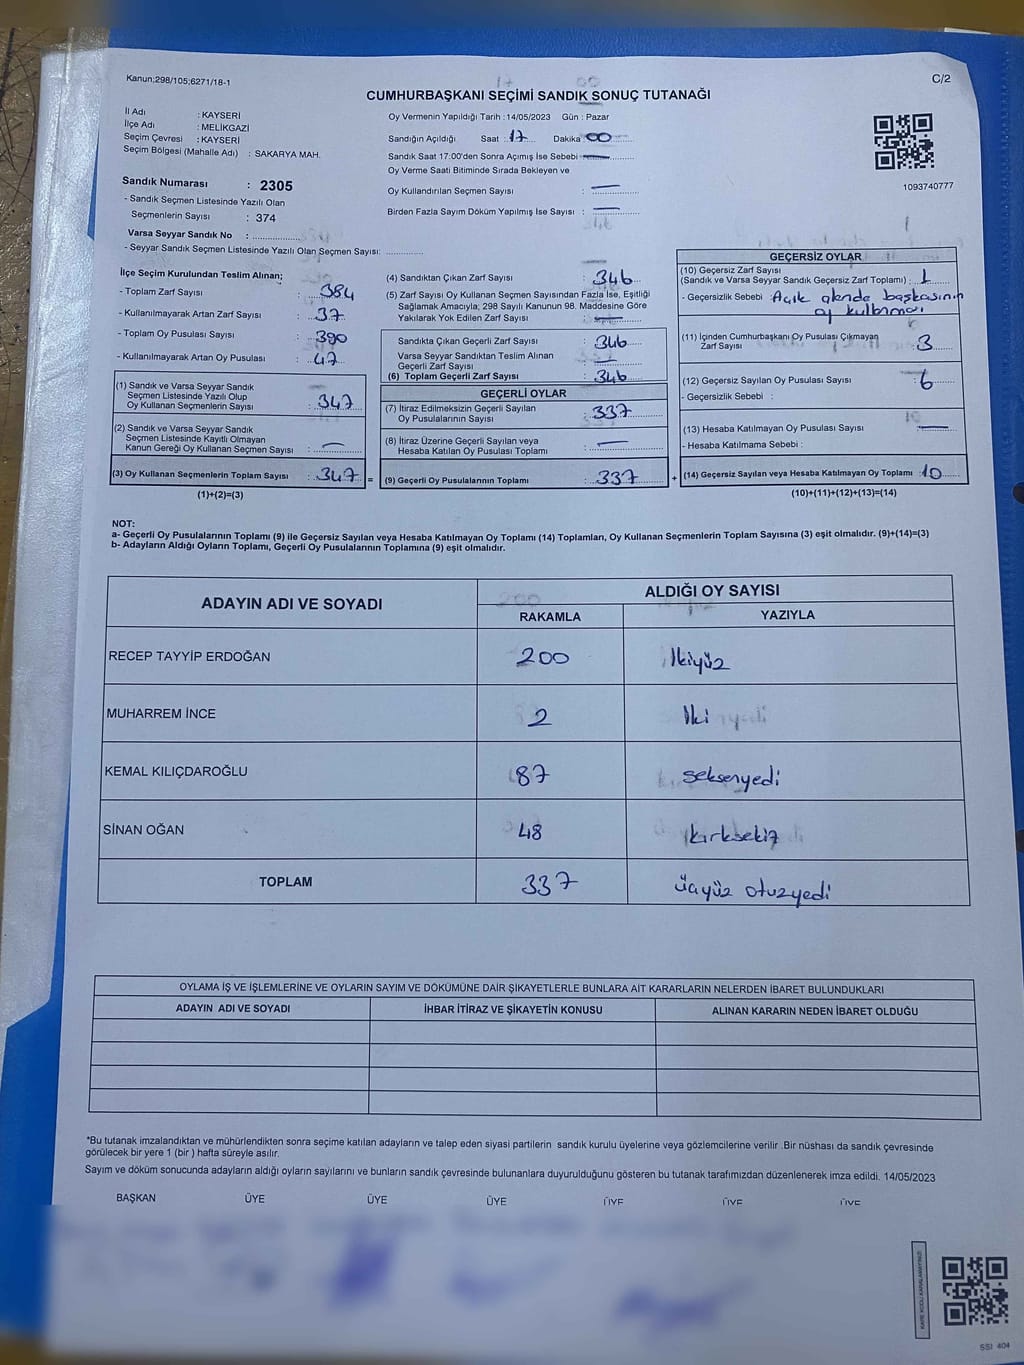 Kanun;298/105;6271/18-1
C/2
CUMHURBAŞKANI SEÇİMİ SANDIK SONUÇ TUTANAĞI
İl Adı : KAYSERİ
İlçe Adı : MELİKGAZİ
Seçim Çevresi : KAYSERİ
Seçim Bölgesi (Mahalle Adı) : SAKARYA MAH.
Sandık Numarası : 2305
- Sandık Seçmen Listesinde Yazılı Olan
Seçmenlerin Sayısı : 374
Varsa Seyyar Sandık No :
- Seyyar Sandık Seçmen Listesinde Yazılı Olan Seçmen Sayısı:
Oy Vermenin Yapıldığı Tarih : 14/05/2023 Gün : Pazar
Sandığın Açıldığı Saat : 17 Dakika : 00
Sandık Saat 17:00'den Sonra Açımış İse Sebebi :
Oy Verme Saati Bitiminde Sırada Bekleyen ve
Oy Kullandırılan Seçmen Sayısı : —
Birden Fazla Sayım Döküm Yapılmış İse Sayısı : —
1093740777
İlçe Seçim Kurulundan Teslim Alınan;
- Toplam Zarf Sayısı : 384
- Kullanılmayarak Artan Zarf Sayısı : 37
- Toplam Oy Pusulası Sayısı : 390
- Kullanılmayarak Artan Oy Pusulası : 47
(1) Sandık ve Varsa Seyyar Sandık
Seçmen Listesinde Yazılı Olup
Oy Kullanan Seçmenlerin Sayısı : 347
(2) Sandık ve Varsa Seyyar Sandık
Seçmen Listesinde Kayıtlı Olmayan
Kanun Gereği Oy Kullanan Seçmen Sayısı : —
(3) Oy Kullanan Seçmenlerin Toplam Sayısı : 347
(1)+(2)=(3)
(4) Sandıktan Çıkan Zarf Sayısı : 346
(5) Zarf Sayısı Oy Kullanan Seçmen Sayısından Fazla İse, Eşitliği
Sağlamak Amacıyla, 298 Sayılı Kanunun 98. Maddesine Göre
Yakılarak Yok Edilen Zarf Sayısı : —
Sandıkta Çıkan Geçerli Zarf Sayısı : 346
Varsa Seyyar Sandıktan Teslim Alınan
Geçerli Zarf Sayısı : —
(6) Toplam Geçerli Zarf Sayısı : 346
GEÇERLİ OYLAR
(7) İtiraz Edilmeksizin Geçerli Sayılan
Oy Pusulalarının Sayısı : 337
(8) İtiraz Üzerine Geçerli Sayılan veya
Hesaba Katılan Oy Pusulası Toplamı : —
= (9) Geçerli Oy Pusulalarının Toplamı : 337
GEÇERSİZ OYLAR
(10) Geçersiz Zarf Sayısı
(Sandık ve Varsa Seyyar Sandık Geçersiz Zarf Toplamı) : 1
- Geçersizlik Sebebi : Açık
başkasının
oy
(11) İçinden Cumhurbaşkanı Oy Pusulası Çıkmayan
Zarf Sayısı : 3
(12) Geçersiz Sayılan Oy Pusulası Sayısı : 6
- Geçersizlik Sebebi :
(13) Hesaba Katılmayan Oy Pusulası Sayısı : —
- Hesaba Katılmama Sebebi :
+ (14) Geçersiz Sayılan veya Hesaba Katılmayan Oy Toplamı : 10
(10)+(11)+(12)+(13)=(14)
NOT:
a- Geçerli Oy Pusulalarının Toplamı (9) ile Geçersiz Sayılan veya Hesaba Katılmayan Oy Toplamı (14) Toplamları, Oy Kullanan Seçmenlerin Toplam Sayısına (3) eşit olmalıdır. (9)+(14)=(3)
b- Adayların Aldığı Oyların Toplamı, Geçerli Oy Pusulalarının Toplamına (9) eşit olmalıdır.
ADAYIN ADI VE SOYADI
ALDIĞI OY SAYISI
RAKAMLA YAZIYLA
RECEP TAYYİP ERDOĞAN 200 İkiyüz
MUHARREM İNCE 2 İki
KEMAL KILIÇDAROĞLU 87 seksenyedi
SİNAN OĞAN 48 kırksekiz
TOPLAM 337 üçyüz otuzyedi
OYLAMA İŞ VE İŞLEMLERİNE VE OYLARIN SAYIM VE DÖKÜMÜNE DAİR ŞİKAYETLERLE BUNLARA AİT KARARLARIN NELERDEN İBARET BULUNDUKLARI
ADAYIN ADI VE SOYADI İHBAR İTİRAZ VE ŞİKAYETİN KONUSU ALINAN KARARIN NEDEN İBARET OLDUĞU
*Bu tutanak imzalandıktan ve mühürlendikten sonra seçime katılan adayların ve talep eden siyasi partilerin sandık kurulu üyelerine veya gözlemcilerine verilir .Bir nüshası da sandık çevresinde
görülecek bir yere 1 (bir ) hafta süreyle asılır.
Sayım ve döküm sonucunda adayların aldığı oyların sayılarını ve bunların sandık çevresinde bulunanlara duyurulduğunu gösteren bu tutanak tarafımızdan düzenlenerek imza edildi. 14/05/2023
BAŞKAN ÜYE ÜYE ÜYE ÜYE ÜYE ÜYE
SSI 404